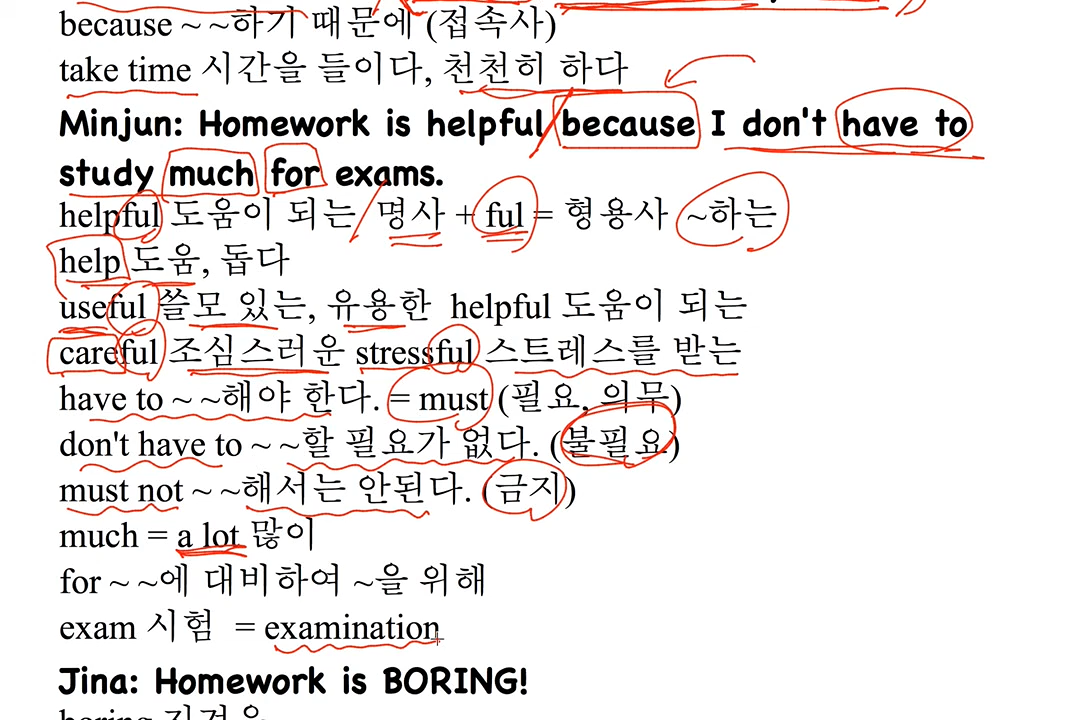 because ~ ~하기 때문에 (접속사)
take time 시간을 들이다, 천천히 하다
Minjun: Homework is helpful because I don't have to
study much for exams.
helpful 도움이 되는 명사 + ful = 형용사 ~하는
help 도움, 돕다
useful 쓸모 있는, 유용한 helpful 도움이 되는
careful 조심스러운 stressful 스트레스를 받는
have to ~ ~해야 한다. = must (필요, 의무)
don't have to ~ ~할 필요가 없다. (불필요)
must not ~ ~해서는 안된다. (금지)
much = a lot 많이
for ~ ~에 대비하여 ~을 위해
exam 시험 = examination
Jina: Homework is BORING!
boring